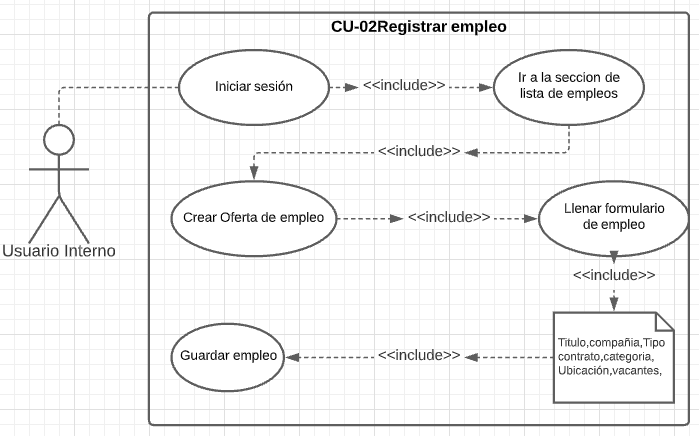 CU-02Registrar empleo
Iniciar sesión
<<include>>
Ir a la seccion de
lista de empleos
<<include>>
Crear Oferta de empleo
<<include>>
Llenar formulario
de empleo
Usuario Interno
<<include>>
Titulo,compañia,Tipo
contrato,categoria,
Ubicación,vacantes,
Guardar empleo
<<include>>